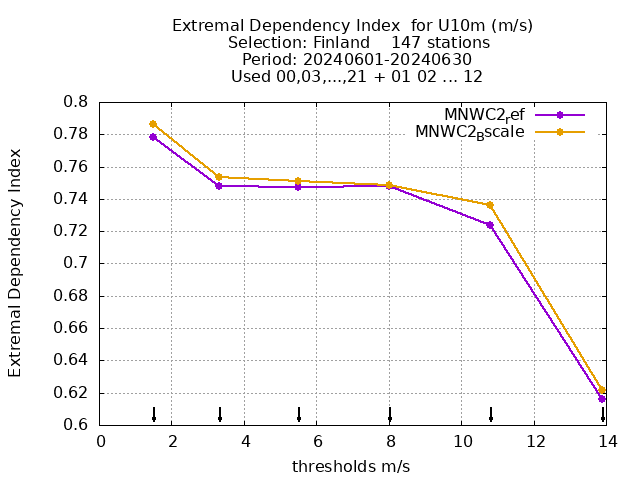 Extremal Dependency Index  for U10m (m/s)
Selection: Finland    147 stations
Period: 20240601-20240630
Used 00,03,...,21 + 01 02 ... 12
MNWC2ref
MNWC2Bscale
Extremal Dependency Index
0.8
0.78
0.76
0.74
0.72
0.7
0.68
0.66
0.64
0.62
0.6
0 2 4 6 8 10 12 14
thresholds m/s